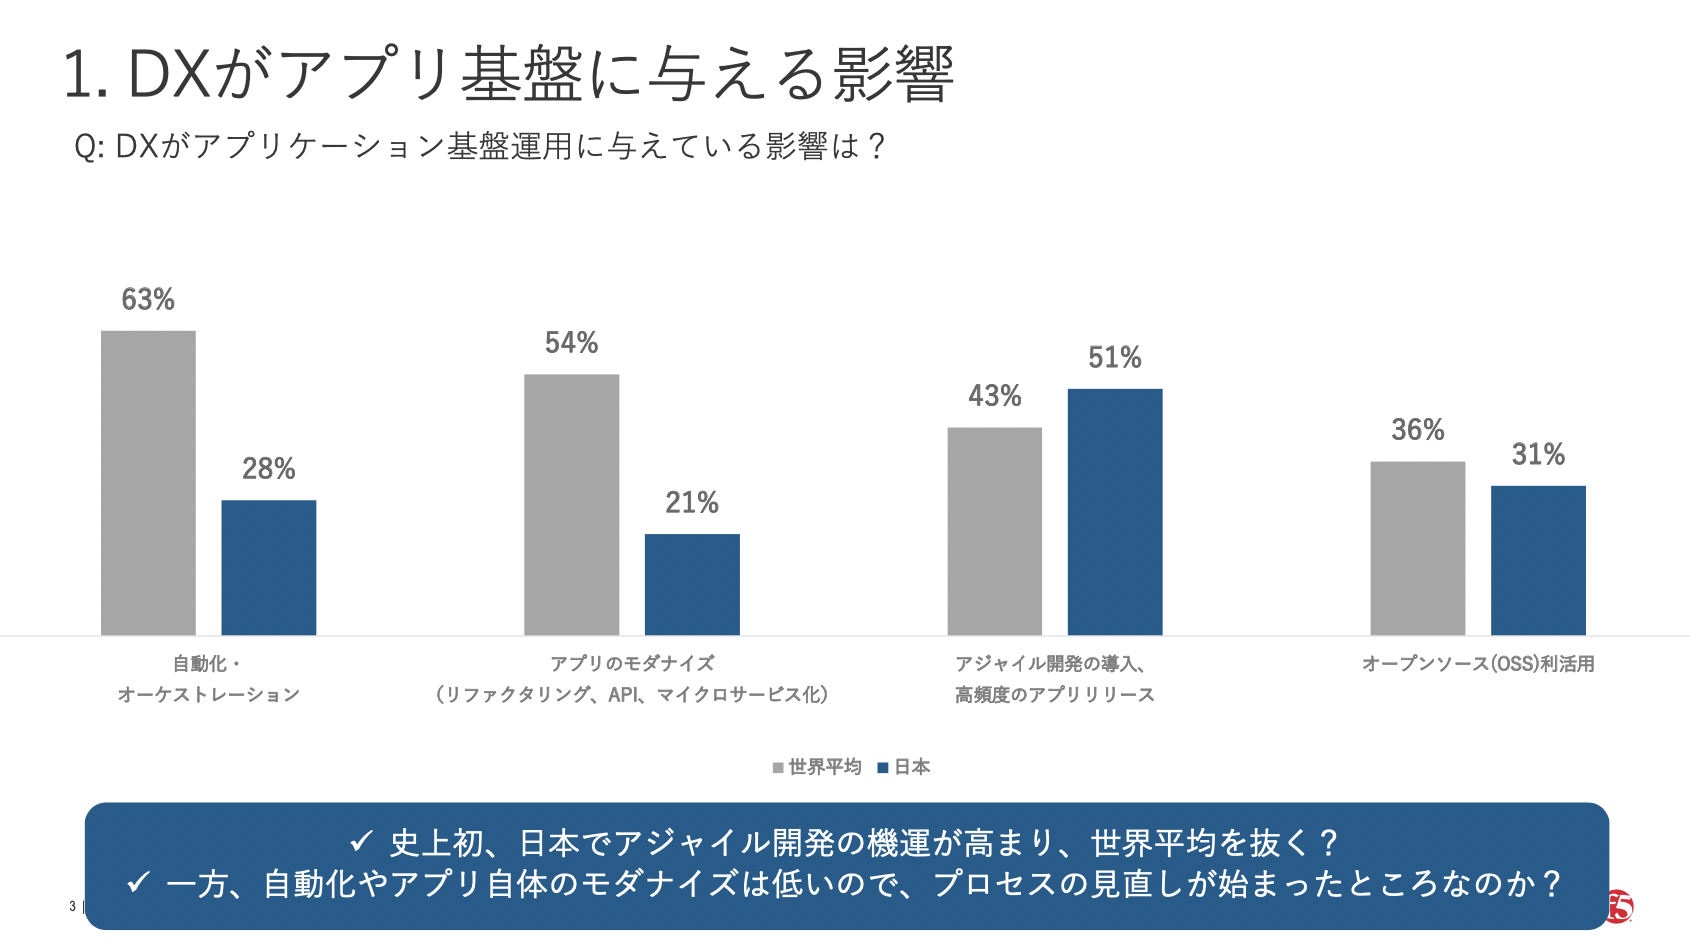 1. DXがアプリ基盤に与える影響
Q: DXがアプリケーション基盤運用に与えている影響は？
63%
28%
54%
21%
43%
51%
36%
31%
自動化・
オーケストレーション
アプリのモダナイズ
（リファクタリング、API、マイクロサービス化）
アジャイル開発の導入、
高頻度のアプリリリース
オープンソース(OSS)利活用
世界平均 日本
✓ 史上初、日本でアジャイル開発の機運が高まり、世界平均を抜く？
✓ 一方、自動化やアプリ自体のモダナイズは低いので、プロセスの見直しが始まったところなのか？
3 |
f5